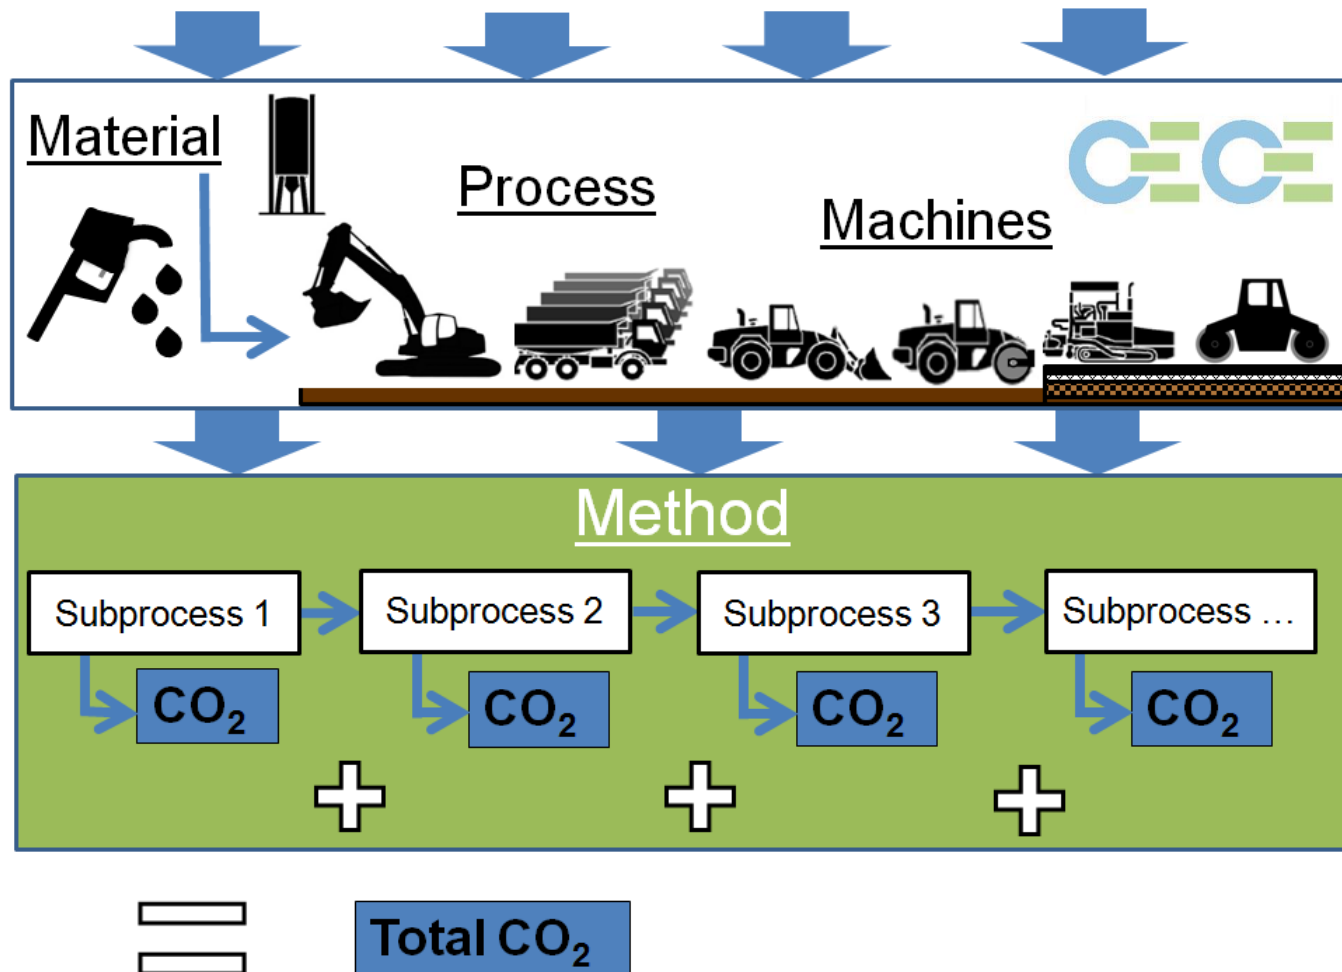 Material
Process
Machines
CECE
Method
Subprocess 1
Subprocess 2
Subprocess 3
Subprocess ...
CO₂
CO₂
CO₂
CO₂
Total CO₂